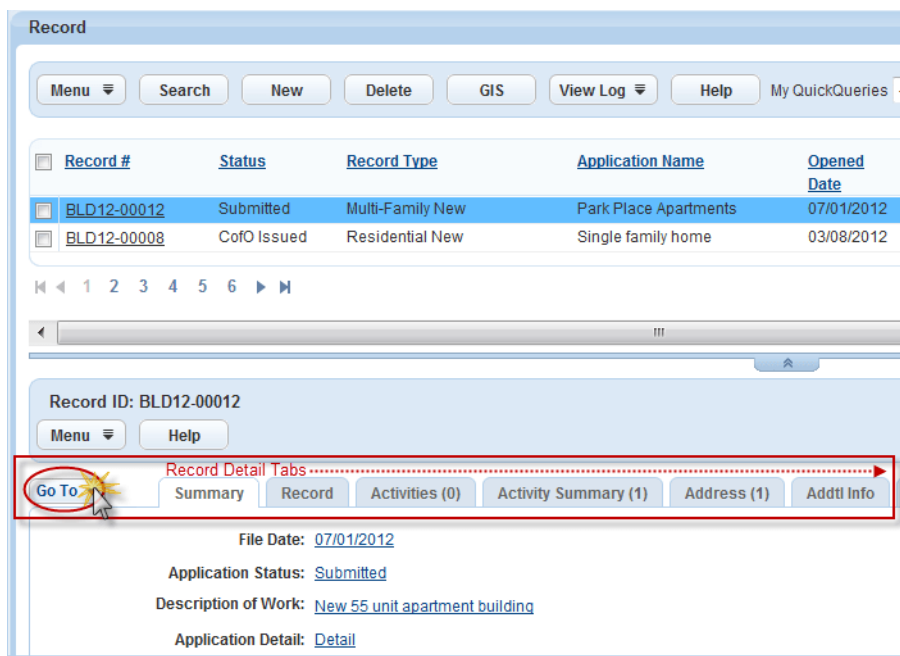 Record
Menu Search New Delete GIS View Log Help My QuickQueries
Record # Status Record Type Application Name Opened
Date
BLD12-00012 Submitted Multi-Family New Park Place Apartments 07/01/2012
BLD12-00008 CofO Issued Residential New Single family home 03/08/2012
1 2 3 4 5 6
Record ID: BLD12-00012
Menu Help
Record Detail Tabs
Go To Summary Record Activities (0) Activity Summary (1) Address (1) Addtl Info
File Date: 07/01/2012
Application Status: Submitted
Description of Work: New 55 unit apartment building
Application Detail: Detail